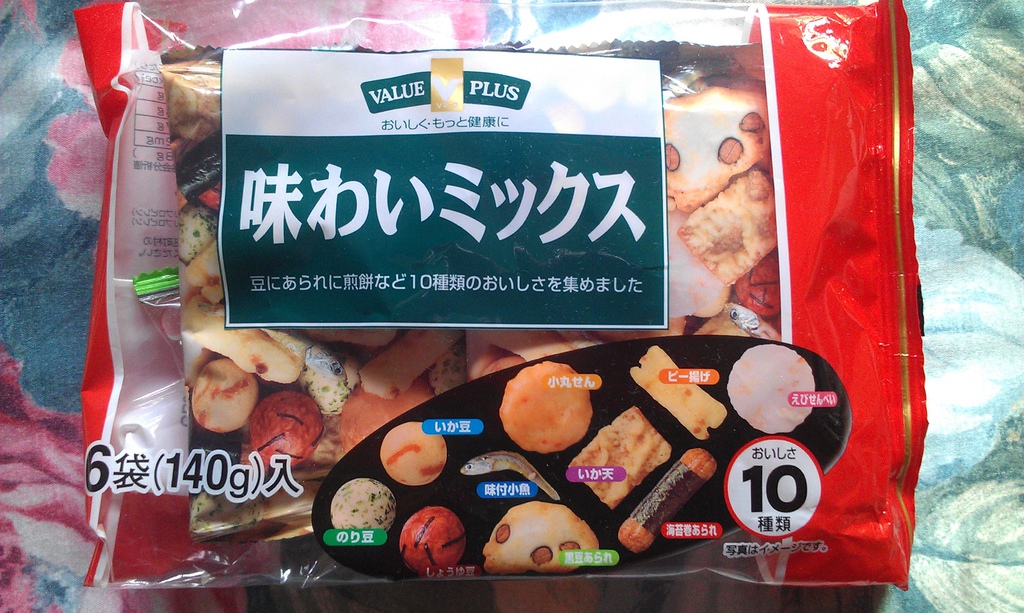 VALUE PLUS
おいしく・もっと健康に
味わいミックス
豆にあられに煎餅など10種類のおいしさを集めました
小丸せん
ピー揚げ
えびせんべい
いか豆
味付小魚
いか天
のり豆
しょうゆ豆
黒豆あられ
海苔巻あられ
おいしさ
10
種類
6袋(140g)入
写真はイメージです。